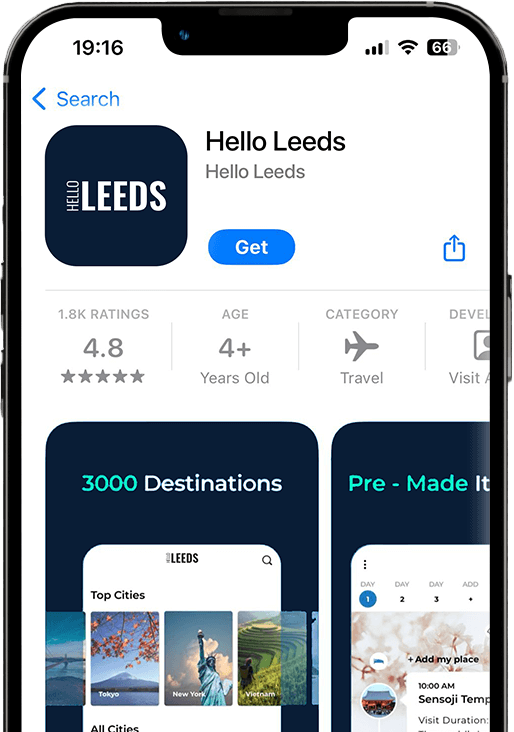 19:16
66
Search
Hello Leeds
Hello Leeds
HELLO LEEDS
Get
1.8K RATINGS
4.8
AGE
4+
Years Old
CATEGORY
Travel
DEVEL
Visit
3000 Destinations
LEEDS
Top Cities
Tokyo
New York
Vietnam
All Cities
Pre - Made It
DAY
1
DAY
2
DAY
3
ADD
+
+ Add my place
10:00 AM
Sensoji Temp
Visit Duration: